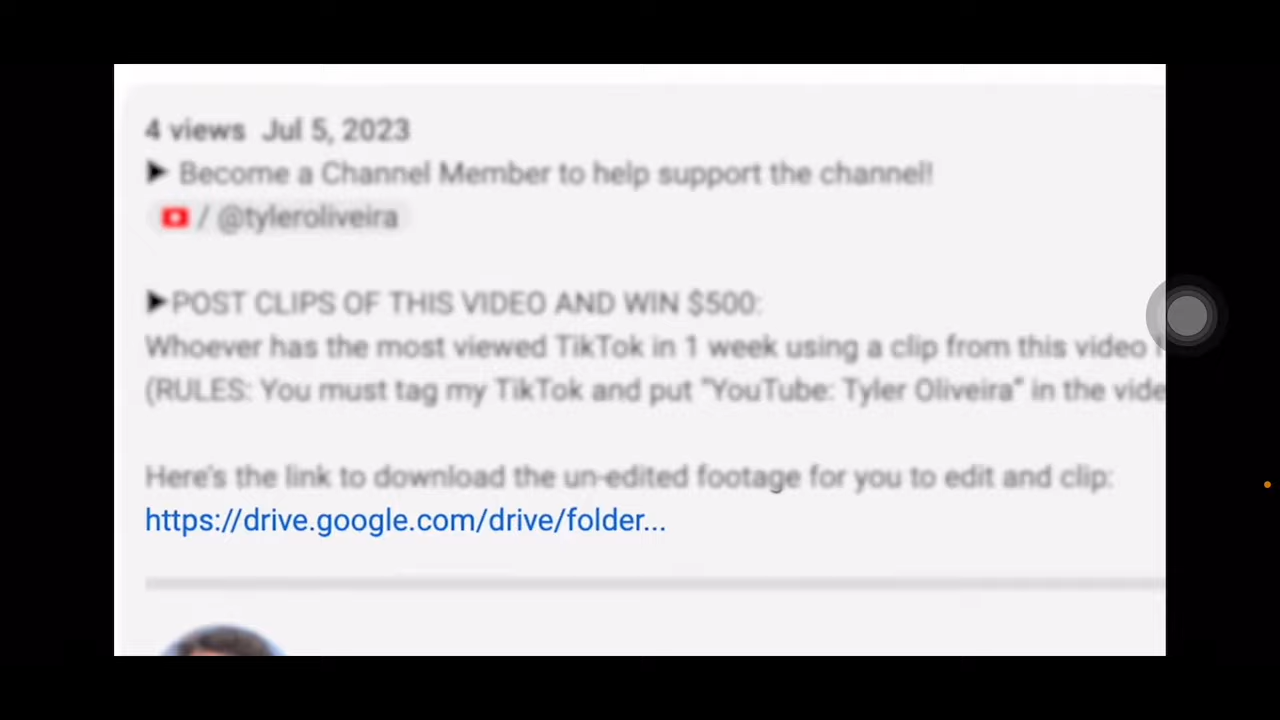 4 views Jul 5, 2023
▶ Become a Channel Member to help support the channel!
/ @tyleroliveira
▶POST CLIPS OF THIS VIDEO AND WIN $500:
Whoever has the most viewed TikTok in 1 week using a clip from this video
(RULES: You must tag my TikTok and put "YouTube: Tyler Oliveira" in the vide
Here's the link to download the un-edited footage for you to edit and clip:
https://drive.google.com/drive/folder...